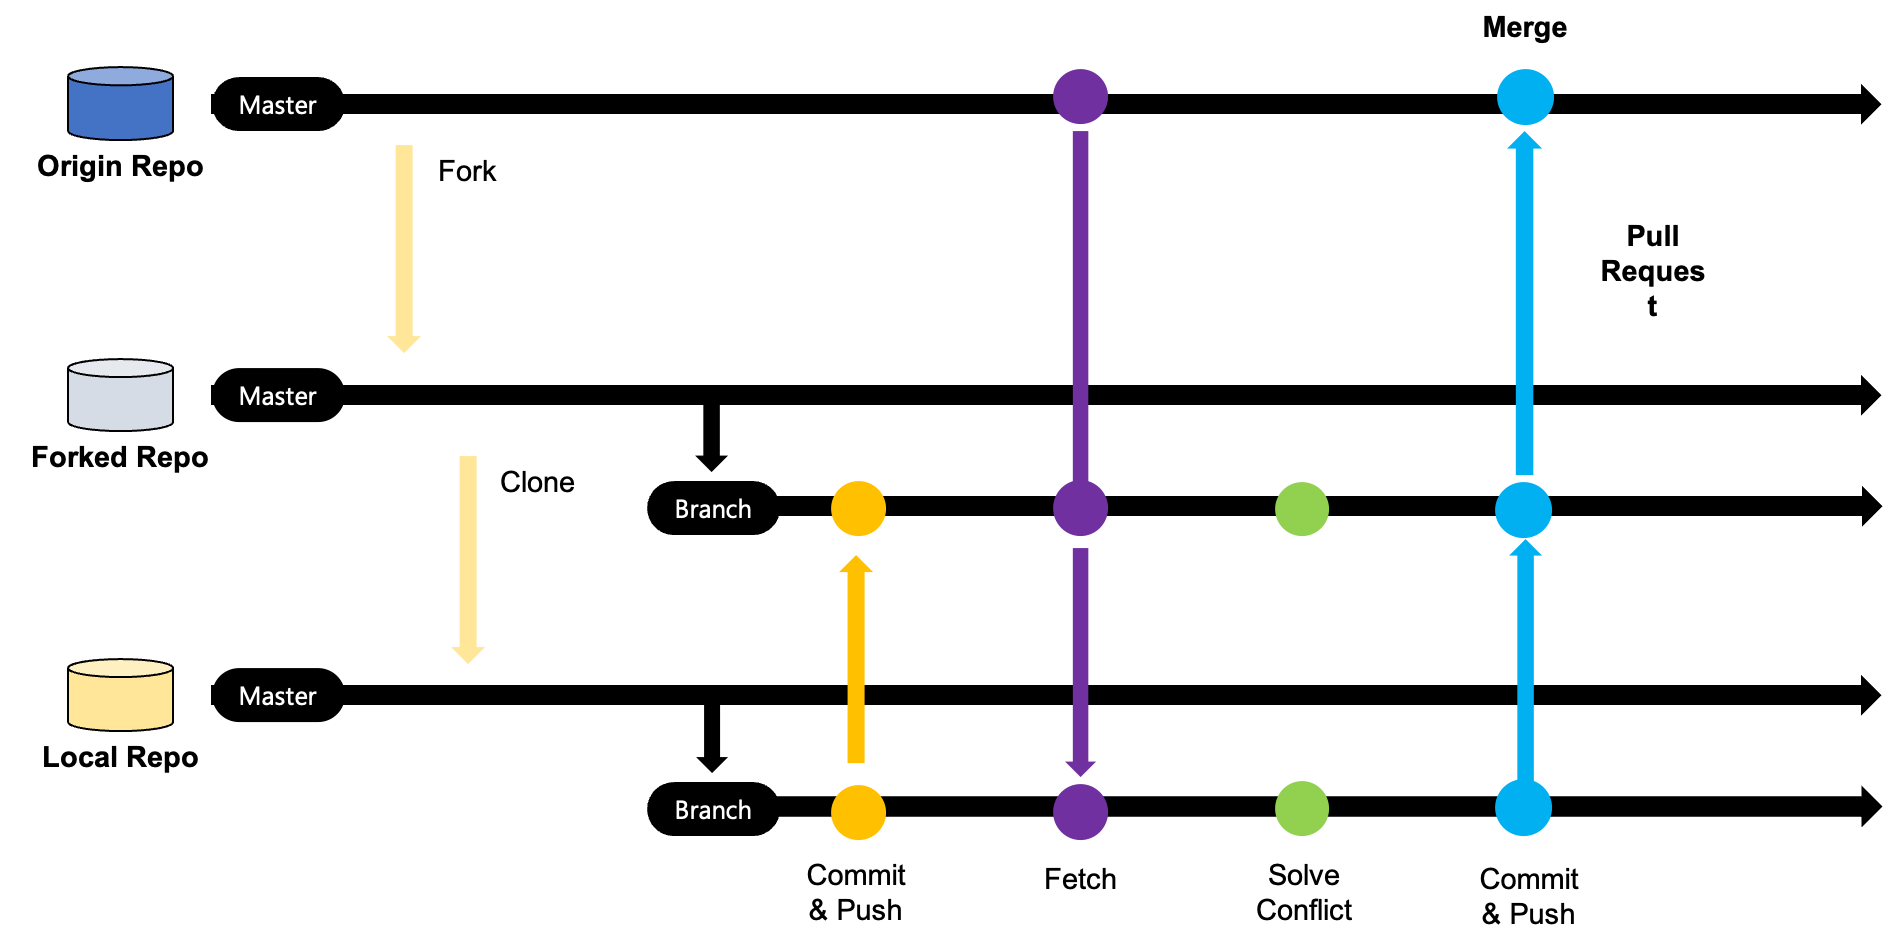 Merge
Master
Origin Repo
Fork
Pull
Reques
t
Master
Forked Repo
Clone
Branch
Master
Local Repo
Branch
Commit
& Push
Fetch
Solve
Conflict
Commit
& Push